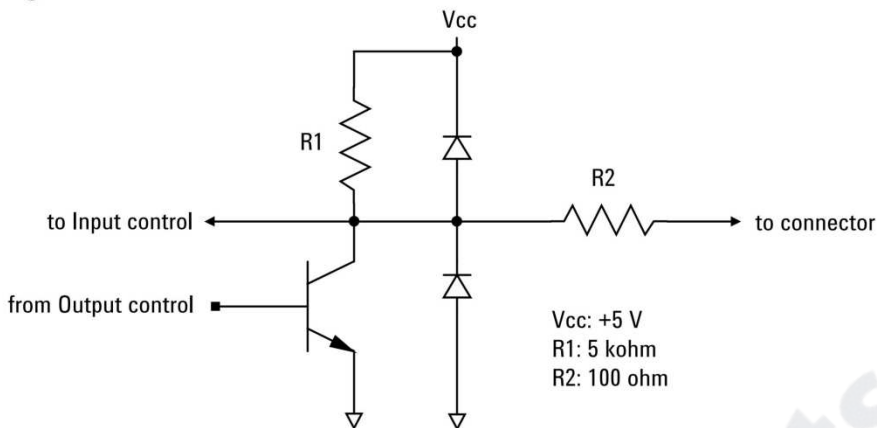 Vcc
R1
R2
to Input control
to connector
from Output control
Vcc: +5 V
R1: 5 kohm
R2: 100 ohm